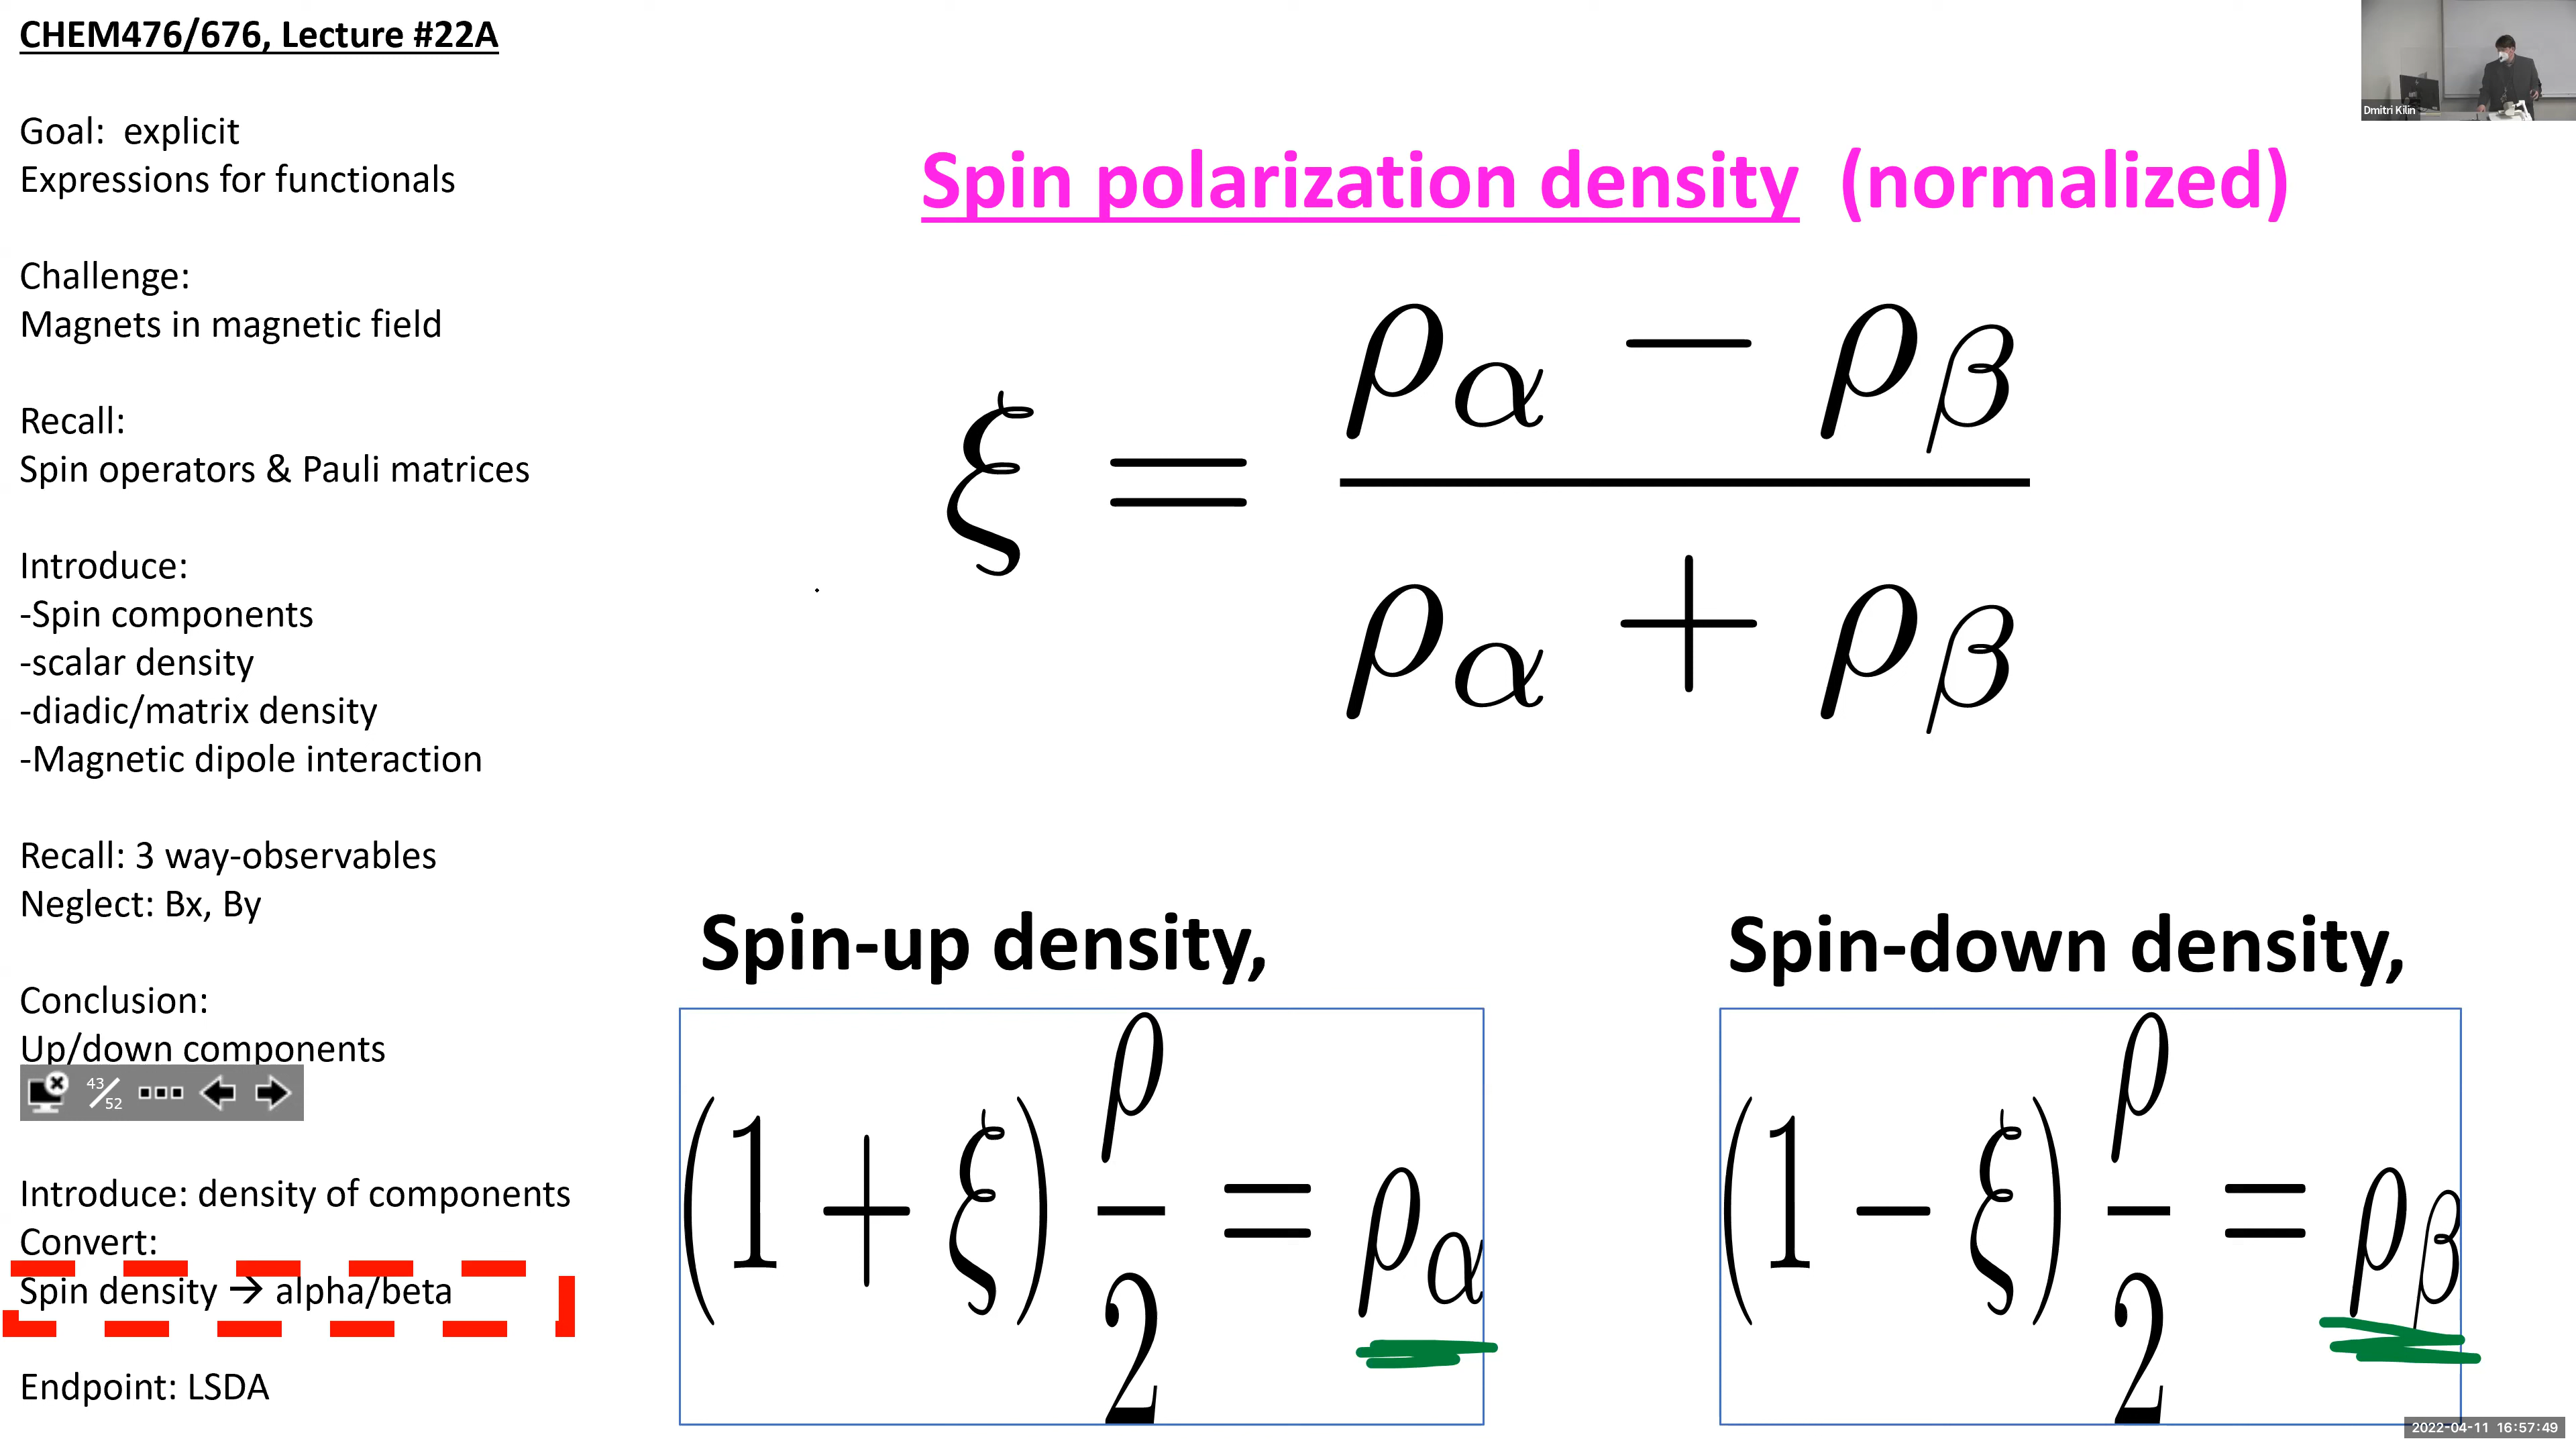 CHEM476/676, Lecture #22A
Goal: explicit
Expressions for functionals
Challenge:
Magnets in magnetic field
Recall:
Spin operators & Pauli matrices
Introduce:
-Spin components
-scalar density
-diadic/matrix density
-Magnetic dipole interaction
Recall: 3 way-observables
Neglect: Bx, By
Conclusion:
Up/down components
43/52
Introduce: density of components
Convert:
Spin density → alpha/beta
Endpoint: LSDA
Spin polarization density (normalized)
ξ = (ρα − ρβ) / (ρα + ρβ)
Spin-up density,
(1 + ξ) ρ/2 = ρα
Spin-down density,
(1 − ξ) ρ/2 = ρβ
Dmitri Kilin
2022-04-11 16:57:49